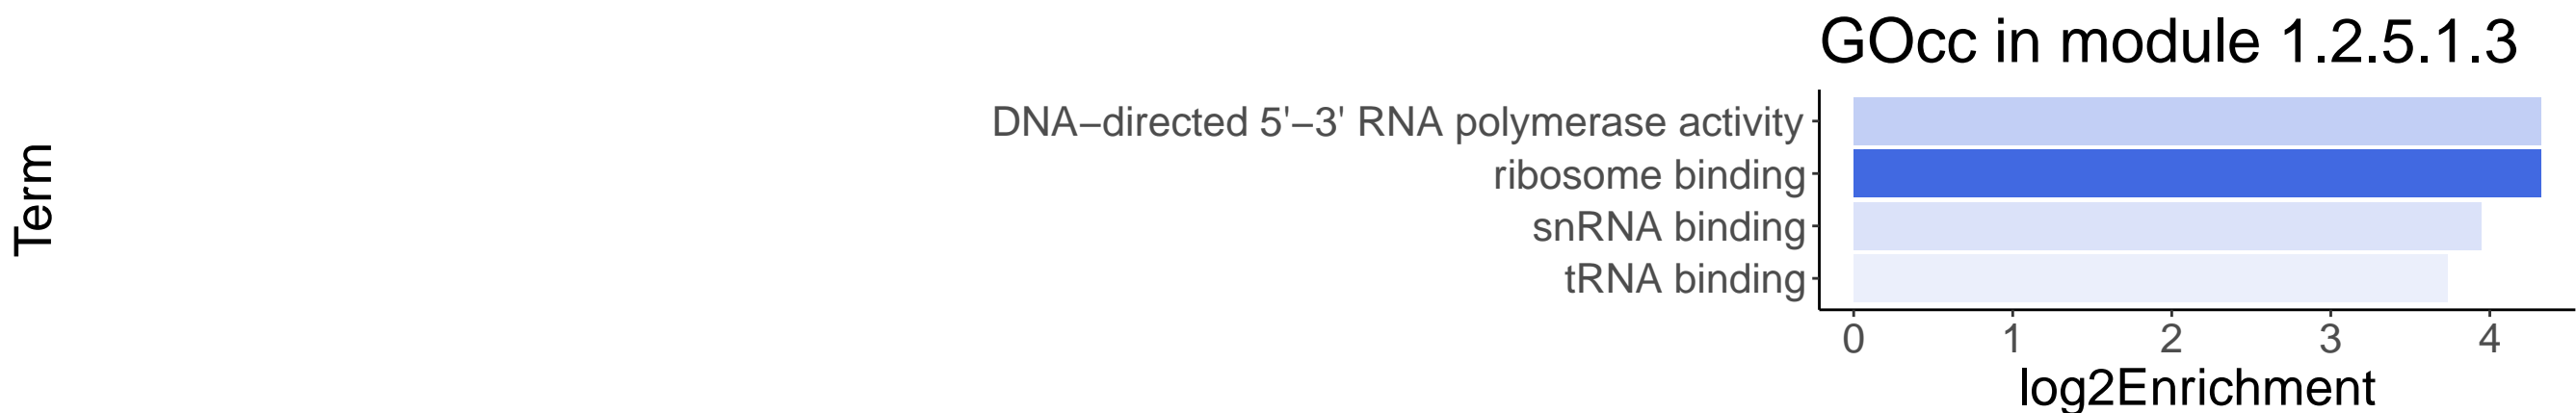 GOcc in module 1.2.5.1.3
Term
DNA−directed 5'−3' RNA polymerase activity
ribosome binding
snRNA binding
tRNA binding
0 1 2 3 4
log2Enrichment